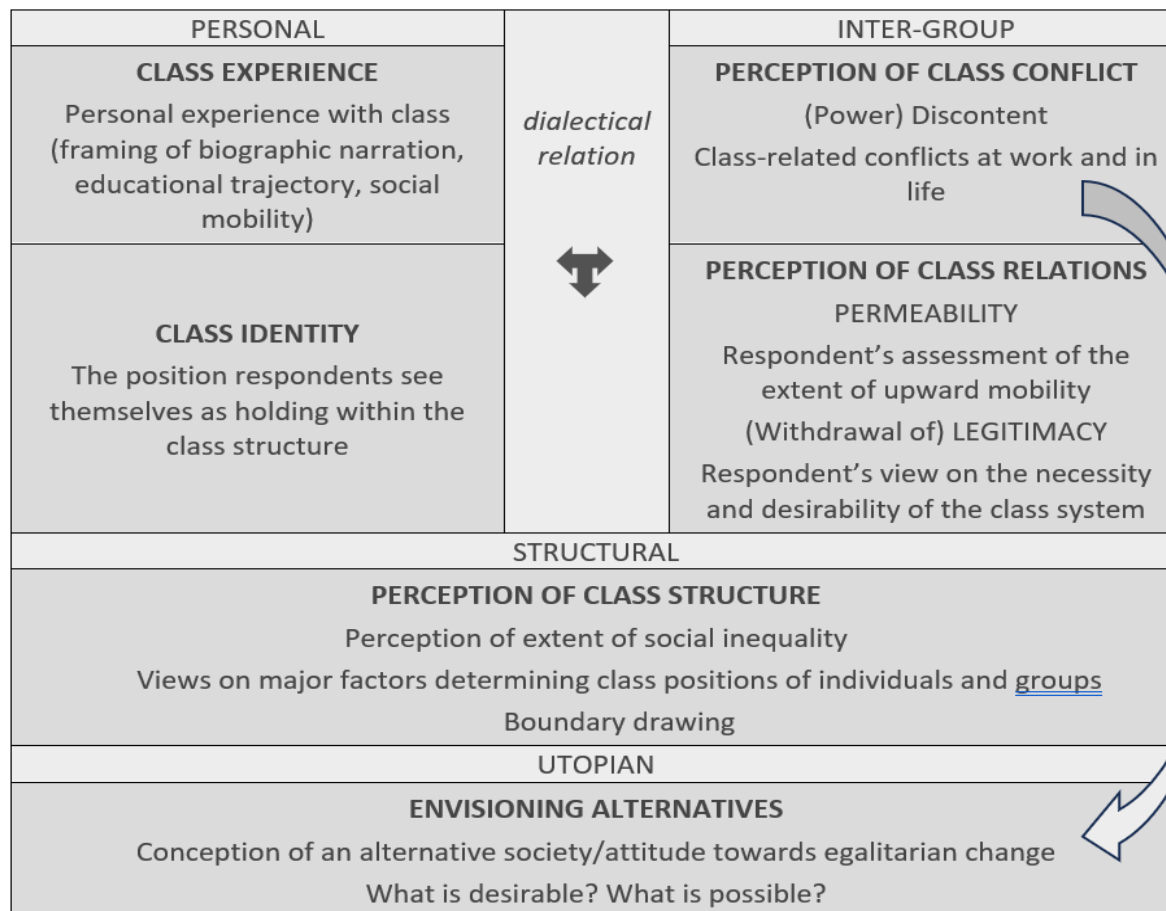 PERSONAL
CLASS EXPERIENCE
Personal experience with class
(framing of biographic narration,
educational trajectory, social
mobility)
CLASS IDENTITY
The position respondents see
themselves as holding within the
class structure
dialectical
relation
INTER-GROUP
PERCEPTION OF CLASS CONFLICT
(Power) Discontent
Class-related conflicts at work and in
life
PERCEPTION OF CLASS RELATIONS
PERMEABILITY
Respondent’s assessment of the
extent of upward mobility
(Withdrawal of) LEGITIMACY
Respondent’s view on the necessity
and desirability of the class system
STRUCTURAL
PERCEPTION OF CLASS STRUCTURE
Perception of extent of social inequality
Views on major factors determining class positions of individuals and groups
Boundary drawing
UTOPIAN
ENVISIONING ALTERNATIVES
Conception of an alternative society/attitude towards egalitarian change
What is desirable? What is possible?